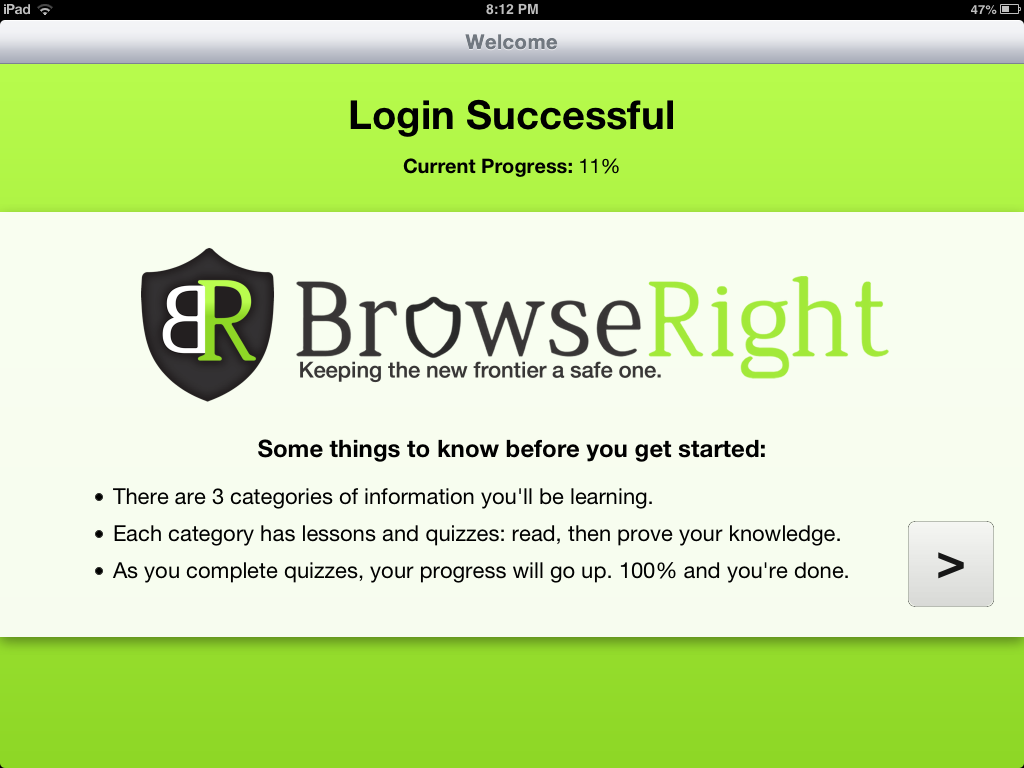 iPad 8:12 PM 47%
Welcome
Login Successful
Current Progress: 11%
BR BrowseRight
Keeping the new frontier a safe one.
Some things to know before you get started:
• There are 3 categories of information you'll be learning.
• Each category has lessons and quizzes: read, then prove your knowledge.
• As you complete quizzes, your progress will go up. 100% and you're done.
>